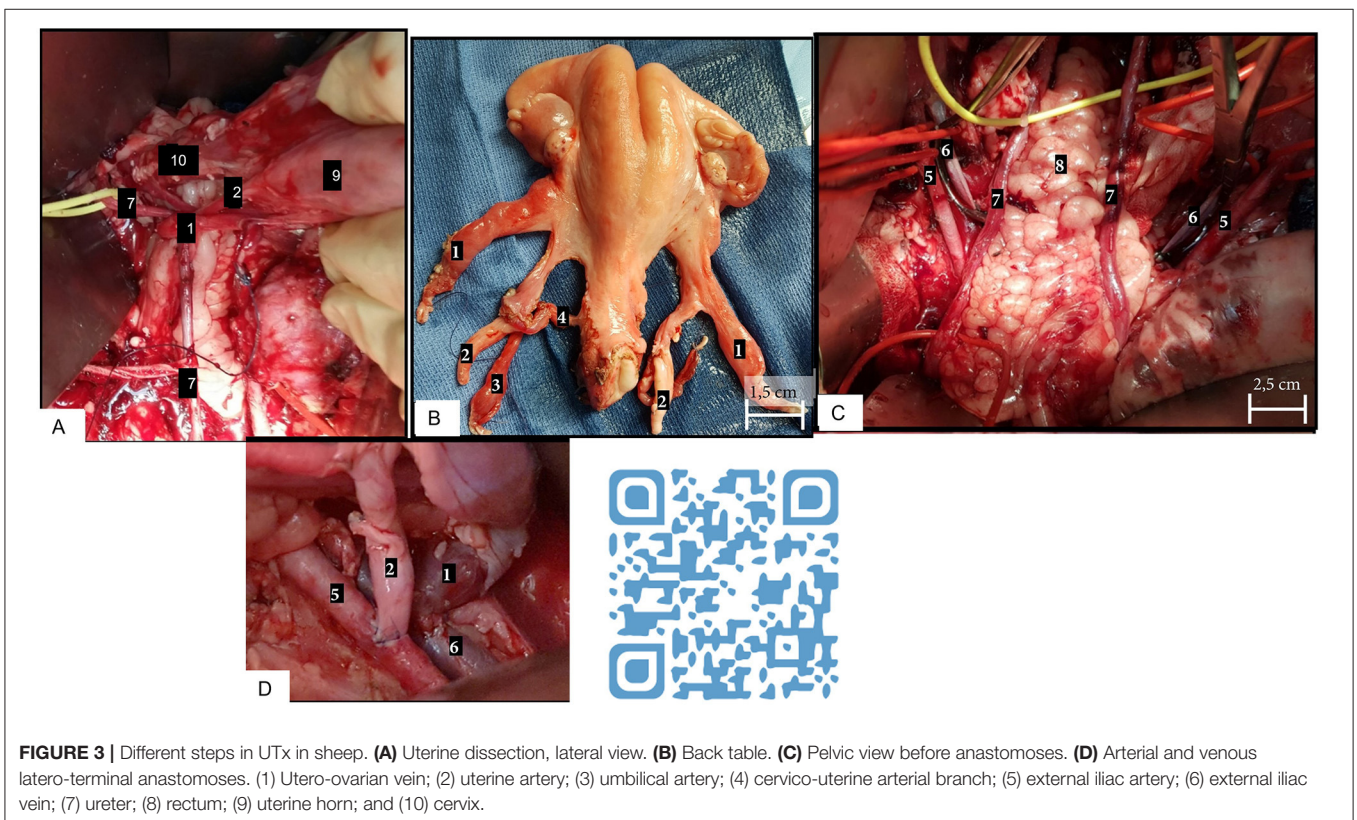 10
9
2
7
1
7
A
1
4
2
3
1
2
1,5 cm
B
6
5
8
7
7
6
5
2,5 cm
C
2
1
5
6
D
FIGURE 3 | Different steps in UTx in sheep. (A) Uterine dissection, lateral view. (B) Back table. (C) Pelvic view before anastomoses. (D) Arterial and venous
latero-terminal anastomoses. (1) Utero-ovarian vein; (2) uterine artery; (3) umbilical artery; (4) cervico-uterine arterial branch; (5) external iliac artery; (6) external iliac
vein; (7) ureter; (8) rectum; (9) uterine horn; and (10) cervix.